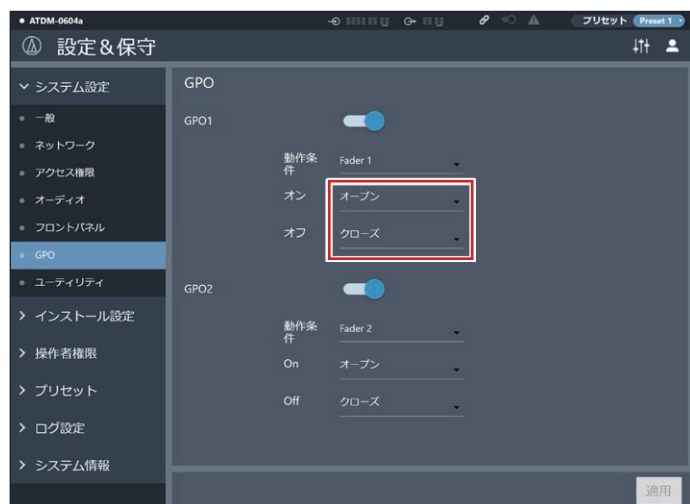 ATDM-0604a
プリセット Preset 1
設定&保守
システム設定
一般
ネットワーク
アクセス権限
オーディオ
フロントパネル
GPO
ユーティリティ
インストール設定
操作者権限
プリセット
ログ設定
システム情報
GPO
GPO1
動作条
件
Fader 1
オン オープン
オフ クローズ
GPO2
動作条
件
Fader 2
On オープン
Off クローズ
適用